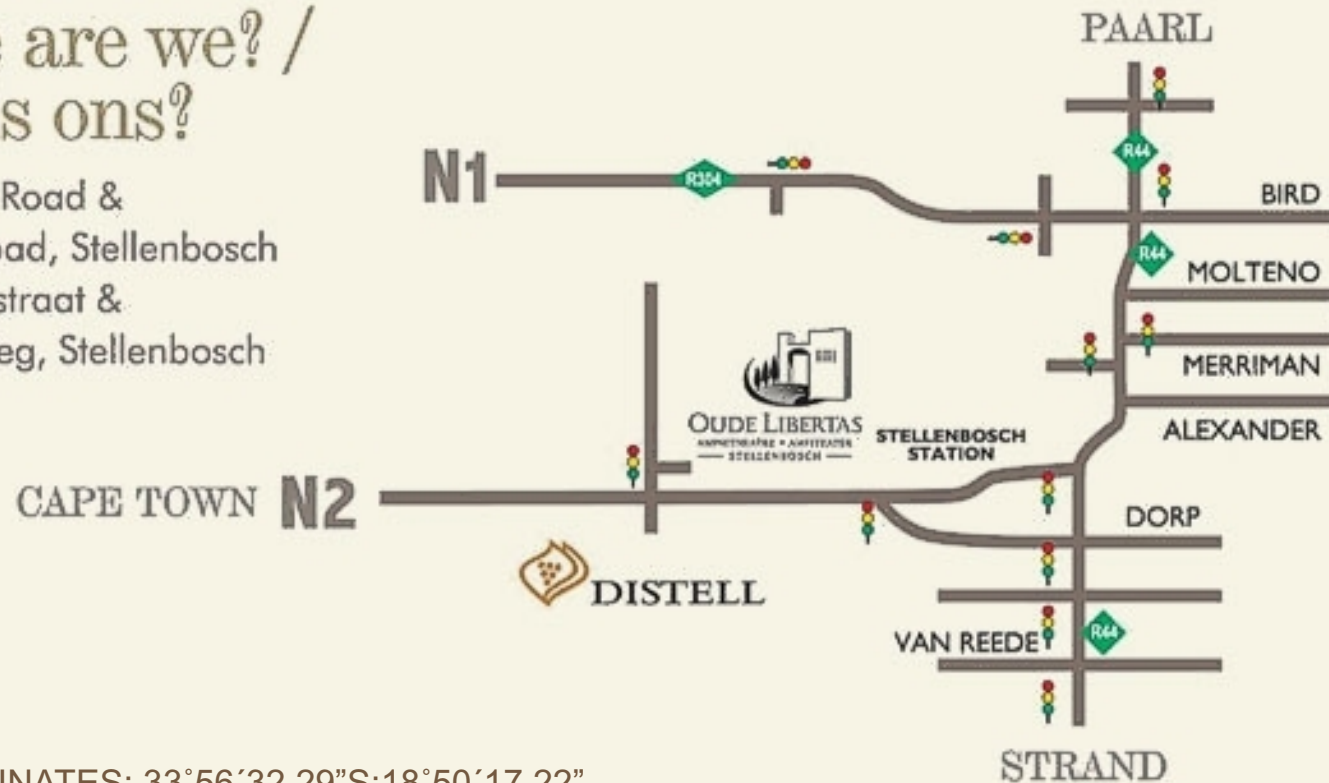 e are we? /
s ons?
Road &
oad, Stellenbosch
straat &
eg, Stellenbosch
PAARL
R44
N1
R304
BIRD
R44
MOLTENO
MERRIMAN
ALEXANDER
OUDE LIBERTAS
AMPHITHEATRE • AMFITEATER
STELLENBOSCH
STELLENBOSCH
STATION
CAPE TOWN N2
DORP
DISTELL
VAN REEDE
R44
STRAND
INATES: 33˚56´32.29”S:18˚50´17.22”